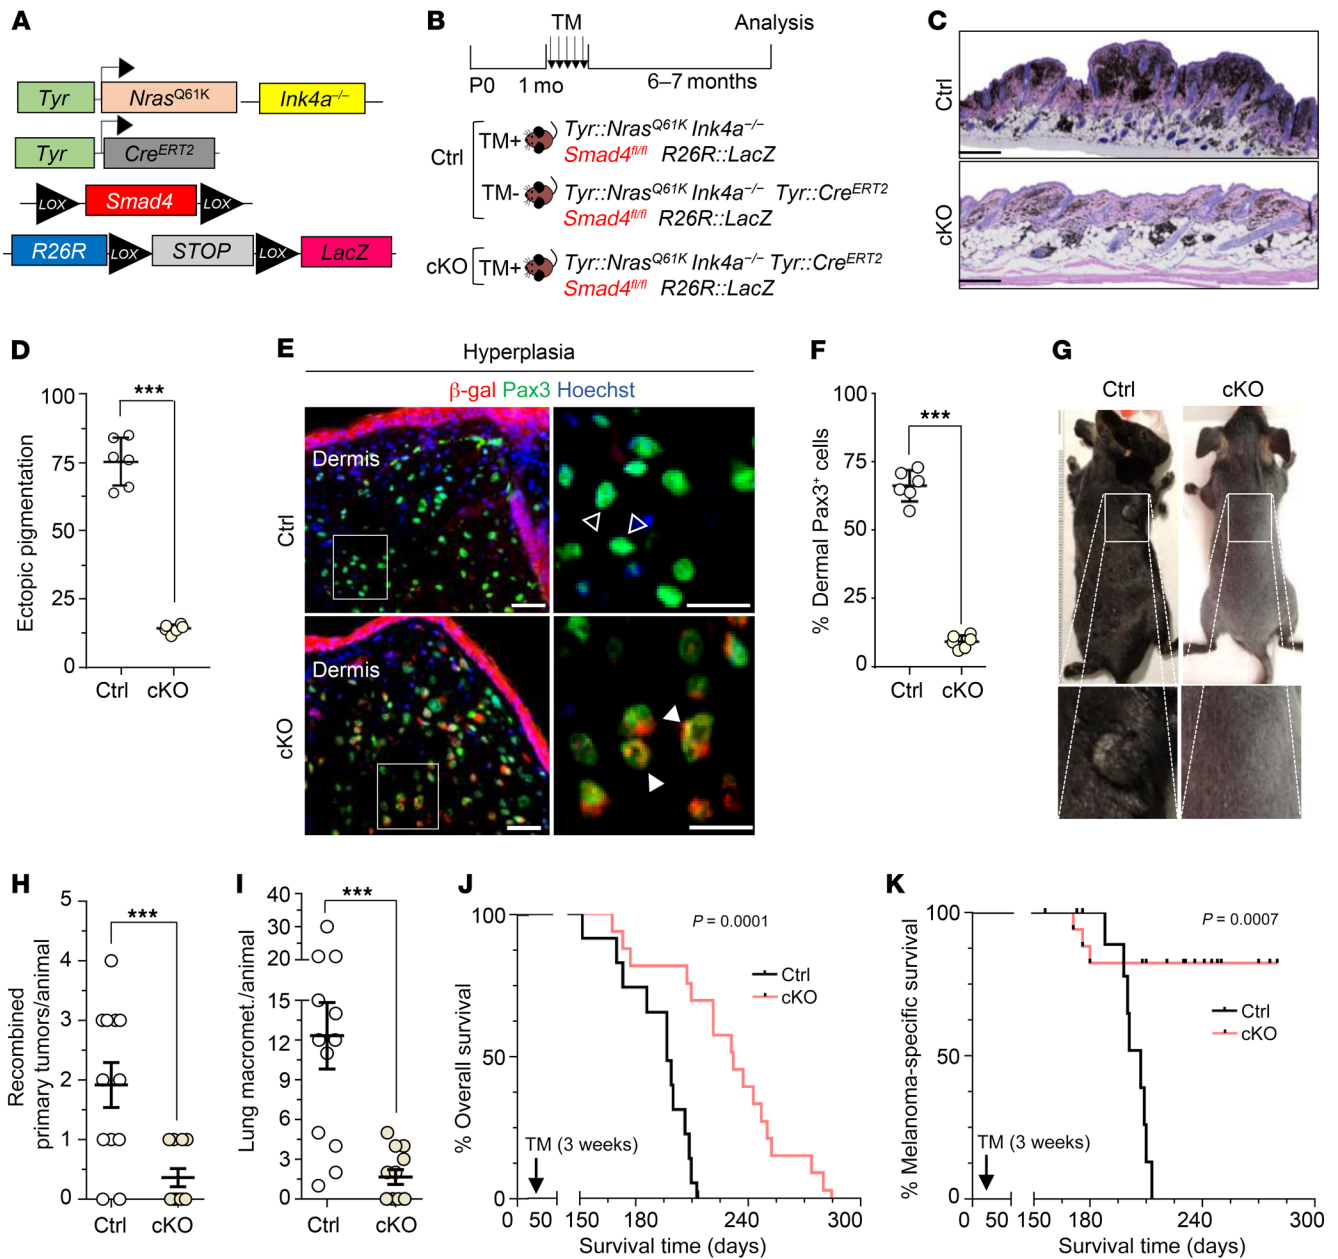 A
Tyr
NrasQ61K
Ink4a–/–
Tyr
CreERT2
LOX
Smad4
LOX
R26R
LOX
STOP
LOX
LacZ
B
TM
Analysis
P0
1 mo
6–7 months
Ctrl
TM+
Tyr::NrasQ61K Ink4a–/–
Smad4fl/fl R26R::LacZ
TM-
Tyr::NrasQ61K Ink4a–/– Tyr::CreERT2
Smad4fl/fl R26R::LacZ
cKO
TM+
Tyr::NrasQ61K Ink4a–/– Tyr::CreERT2
Smad4fl/fl R26R::LacZ
C
Ctrl
cKO
D
Ectopic pigmentation
100
75
50
25
0
***
Ctrl
cKO
E
Hyperplasia
β-gal Pax3 Hoechst
Ctrl
Dermis
cKO
Dermis
F
% Dermal Pax3+ cells
100
75
50
25
0
***
Ctrl
cKO
G
Ctrl
cKO
H
Recombined
primary tumors/animal
5
4
3
2
1
0
***
Ctrl
cKO
I
Lung macromet./animal
40
30
20
15
12
9
6
3
0
***
Ctrl
cKO
J
% Overall survival
100
50
0
P = 0.0001
Ctrl
cKO
TM (3 weeks)
0
50
150
180
240
300
Survival time (days)
K
% Melanoma-specific survival
100
50
0
P = 0.0007
Ctrl
cKO
TM (3 weeks)
0
50
150
180
240
300
Survival time (days)